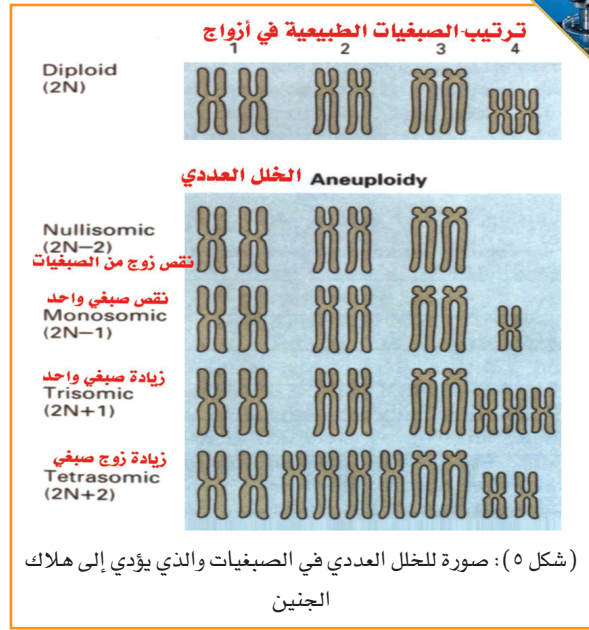 ترتيب الصبغيات الطبيعية في أزواج
1 2 3 4
Diploid
(2N)
الخلل العددي Aneuploidy
Nullisomic
(2N−2)
نقص زوج من الصبغيات
نقص صبغي واحد
Monosomic
(2N−1)
زيادة صبغي واحد
Trisomic
(2N+1)
زيادة زوج صبغي
Tetrasomic
(2N+2)
(شكل ٥): صورة للخلل العددي في الصبغيات والذي يؤدي إلى هلاك
الجنين